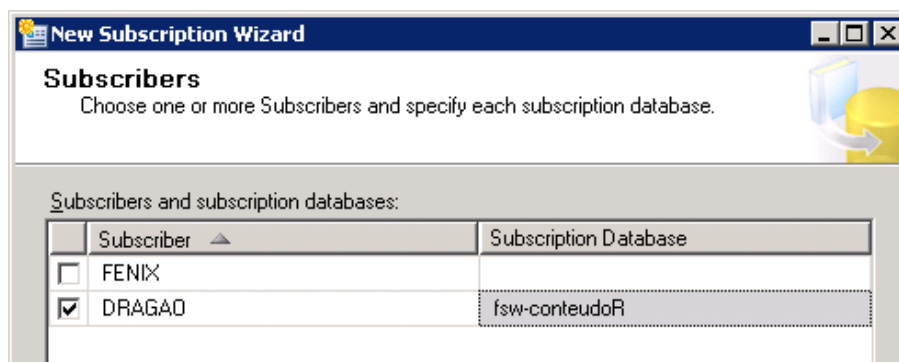 New Subscription Wizard
Subscribers
Choose one or more Subscribers and specify each subscription database.
Subscribers and subscription databases:
Subscriber Subscription Database
FENIX
DRAGAO fsw-conteudoR